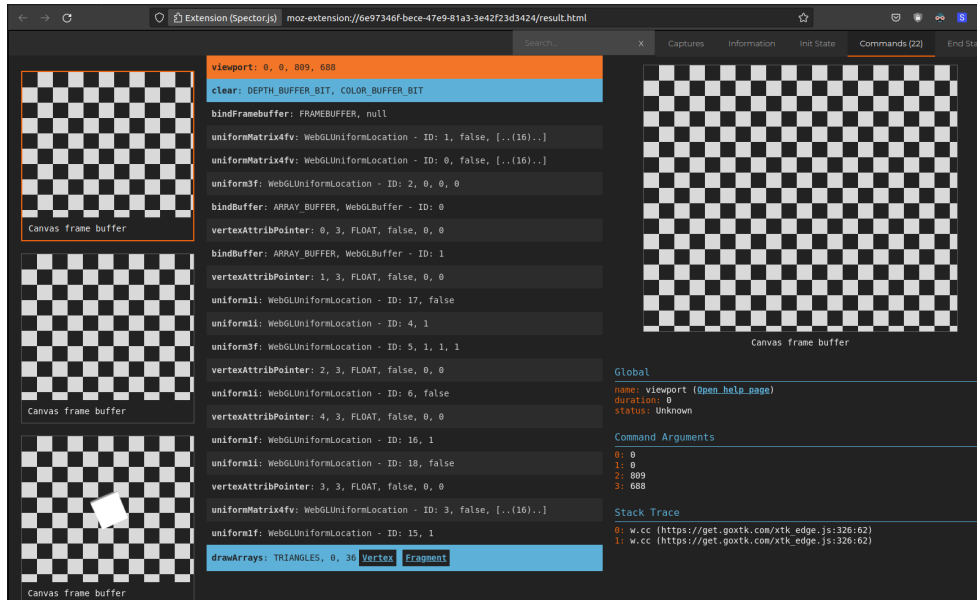 Extension (Spector.js) moz-extension://6e97346f-bece-47e9-81a3-3e42f23d3424/result.html
Search... X Captures Information Init State Commands (22) End Sta
Canvas frame buffer
Canvas frame buffer
Canvas frame buffer
viewport: 0, 0, 809, 688
clear: DEPTH_BUFFER_BIT, COLOR_BUFFER_BIT
bindFramebuffer: FRAMEBUFFER, null
uniformMatrix4fv: WebGLUniformLocation - ID: 1, false, [..(16)..]
uniformMatrix4fv: WebGLUniformLocation - ID: 0, false, [..(16)..]
uniform3f: WebGLUniformLocation - ID: 2, 0, 0, 0
bindBuffer: ARRAY_BUFFER, WebGLBuffer - ID: 0
vertexAttribPointer: 0, 3, FLOAT, false, 0, 0
bindBuffer: ARRAY_BUFFER, WebGLBuffer - ID: 1
vertexAttribPointer: 1, 3, FLOAT, false, 0, 0
uniform1i: WebGLUniformLocation - ID: 17, false
uniform1i: WebGLUniformLocation - ID: 4, 1
uniform3f: WebGLUniformLocation - ID: 5, 1, 1, 1
vertexAttribPointer: 2, 3, FLOAT, false, 0, 0
uniform1i: WebGLUniformLocation - ID: 6, false
vertexAttribPointer: 4, 3, FLOAT, false, 0, 0
uniform1f: WebGLUniformLocation - ID: 16, 1
uniform1i: WebGLUniformLocation - ID: 18, false
vertexAttribPointer: 3, 3, FLOAT, false, 0, 0
uniformMatrix4fv: WebGLUniformLocation - ID: 3, false, [..(16)..]
uniform1f: WebGLUniformLocation - ID: 15, 1
drawArrays: TRIANGLES, 0, 36 Vertex Fragment
Canvas frame buffer
Global
name: viewport (Open help page)
duration: 0
status: Unknown
Command Arguments
0: 0
1: 0
2: 809
3: 688
Stack Trace
0: w.cc (https://get.goxtk.com/xtk_edge.js:326:62)
1: w.cc (https://get.goxtk.com/xtk_edge.js:326:62)